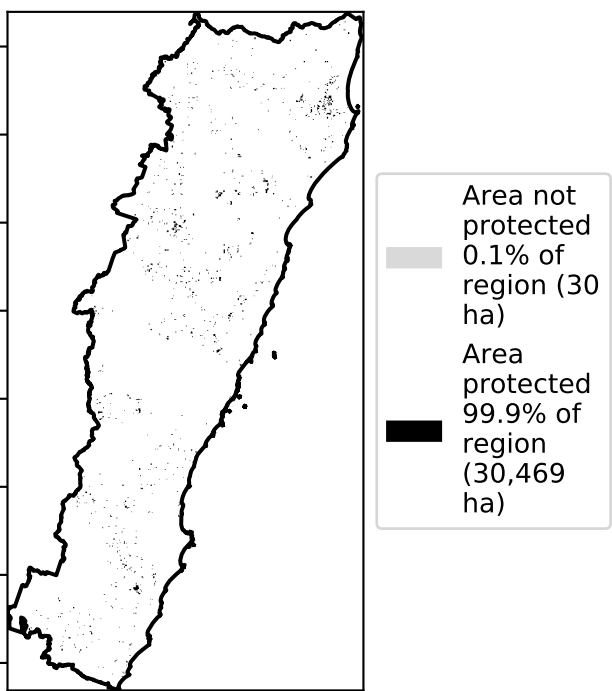 Area not
protected
0.1% of
region (30
ha)
Area
protected
99.9% of
region
(30,469
ha)